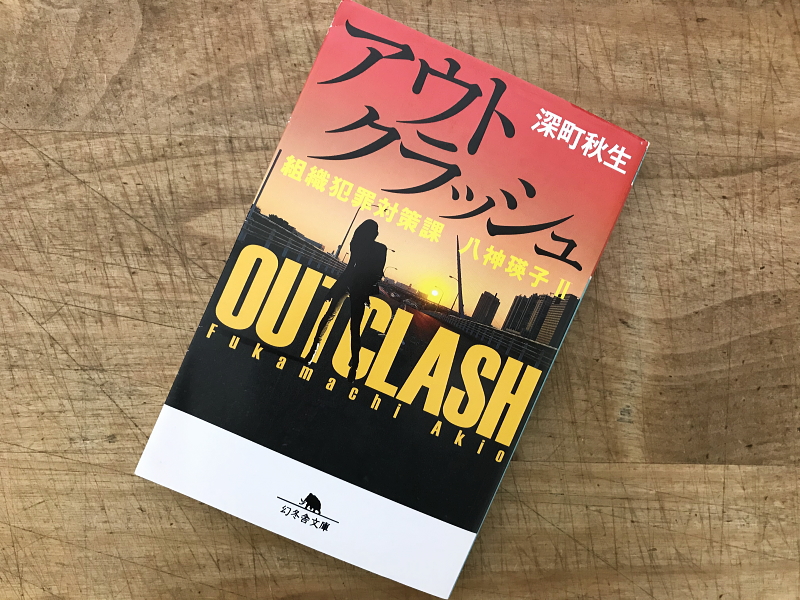 アウト
クラッシュ
深町秋生
組織犯罪対策課 八神瑛子 II
OUTCLASH
Fukamachi Akio
幻冬舎文庫